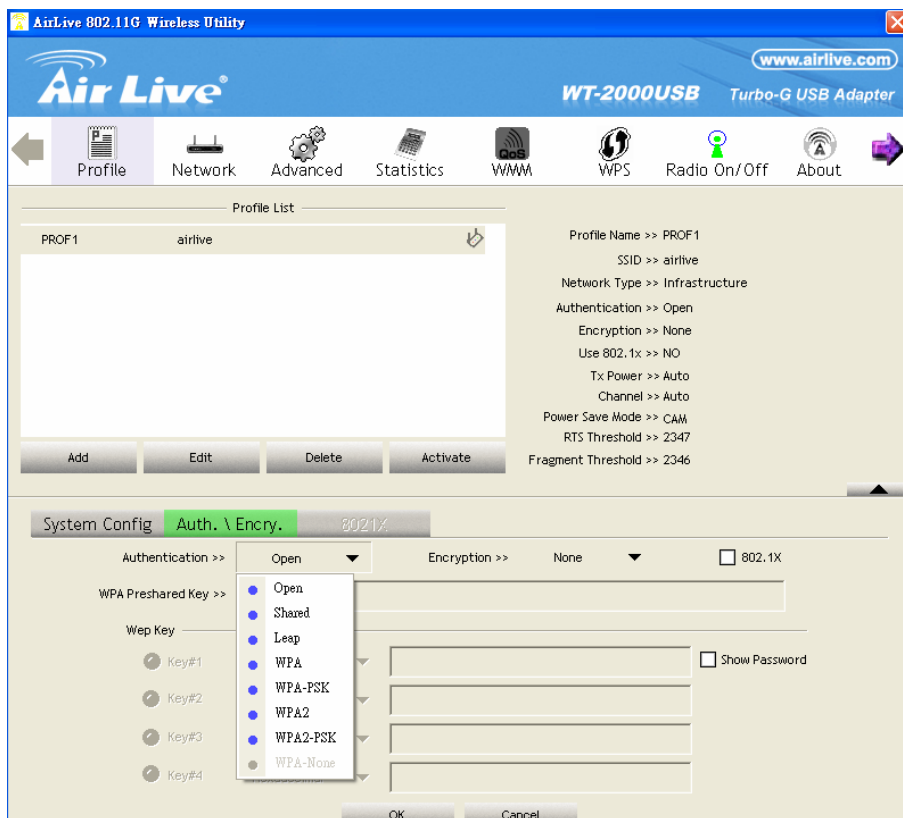 AirLive 802.11G Wireless Utility
www.airlive.com
Air Live®
WT-2000USB Turbo-G USB Adapter
Profile Network Advanced Statistics QoS WMM WPS Radio On/Off About
Profile List
PROF1 airlive
Profile Name >> PROF1
SSID >> airlive
Network Type >> Infrastructure
Authentication >> Open
Encryption >> None
Use 802.1x >> NO
Tx Power >> Auto
Channel >> Auto
Power Save Mode >> CAM
RTS Threshold >> 2347
Fragment Threshold >> 2346
Add Edit Delete Activate
System Config Auth. \ Encry. 8021X
Authentication >> Open Encryption >> None 802.1X
WPA Preshared Key >>
Wep Key
Key#1 Show Password
Key#2
Key#3
Key#4
Open
Shared
Leap
WPA
WPA-PSK
WPA2
WPA2-PSK
WPA-None
OK Cancel